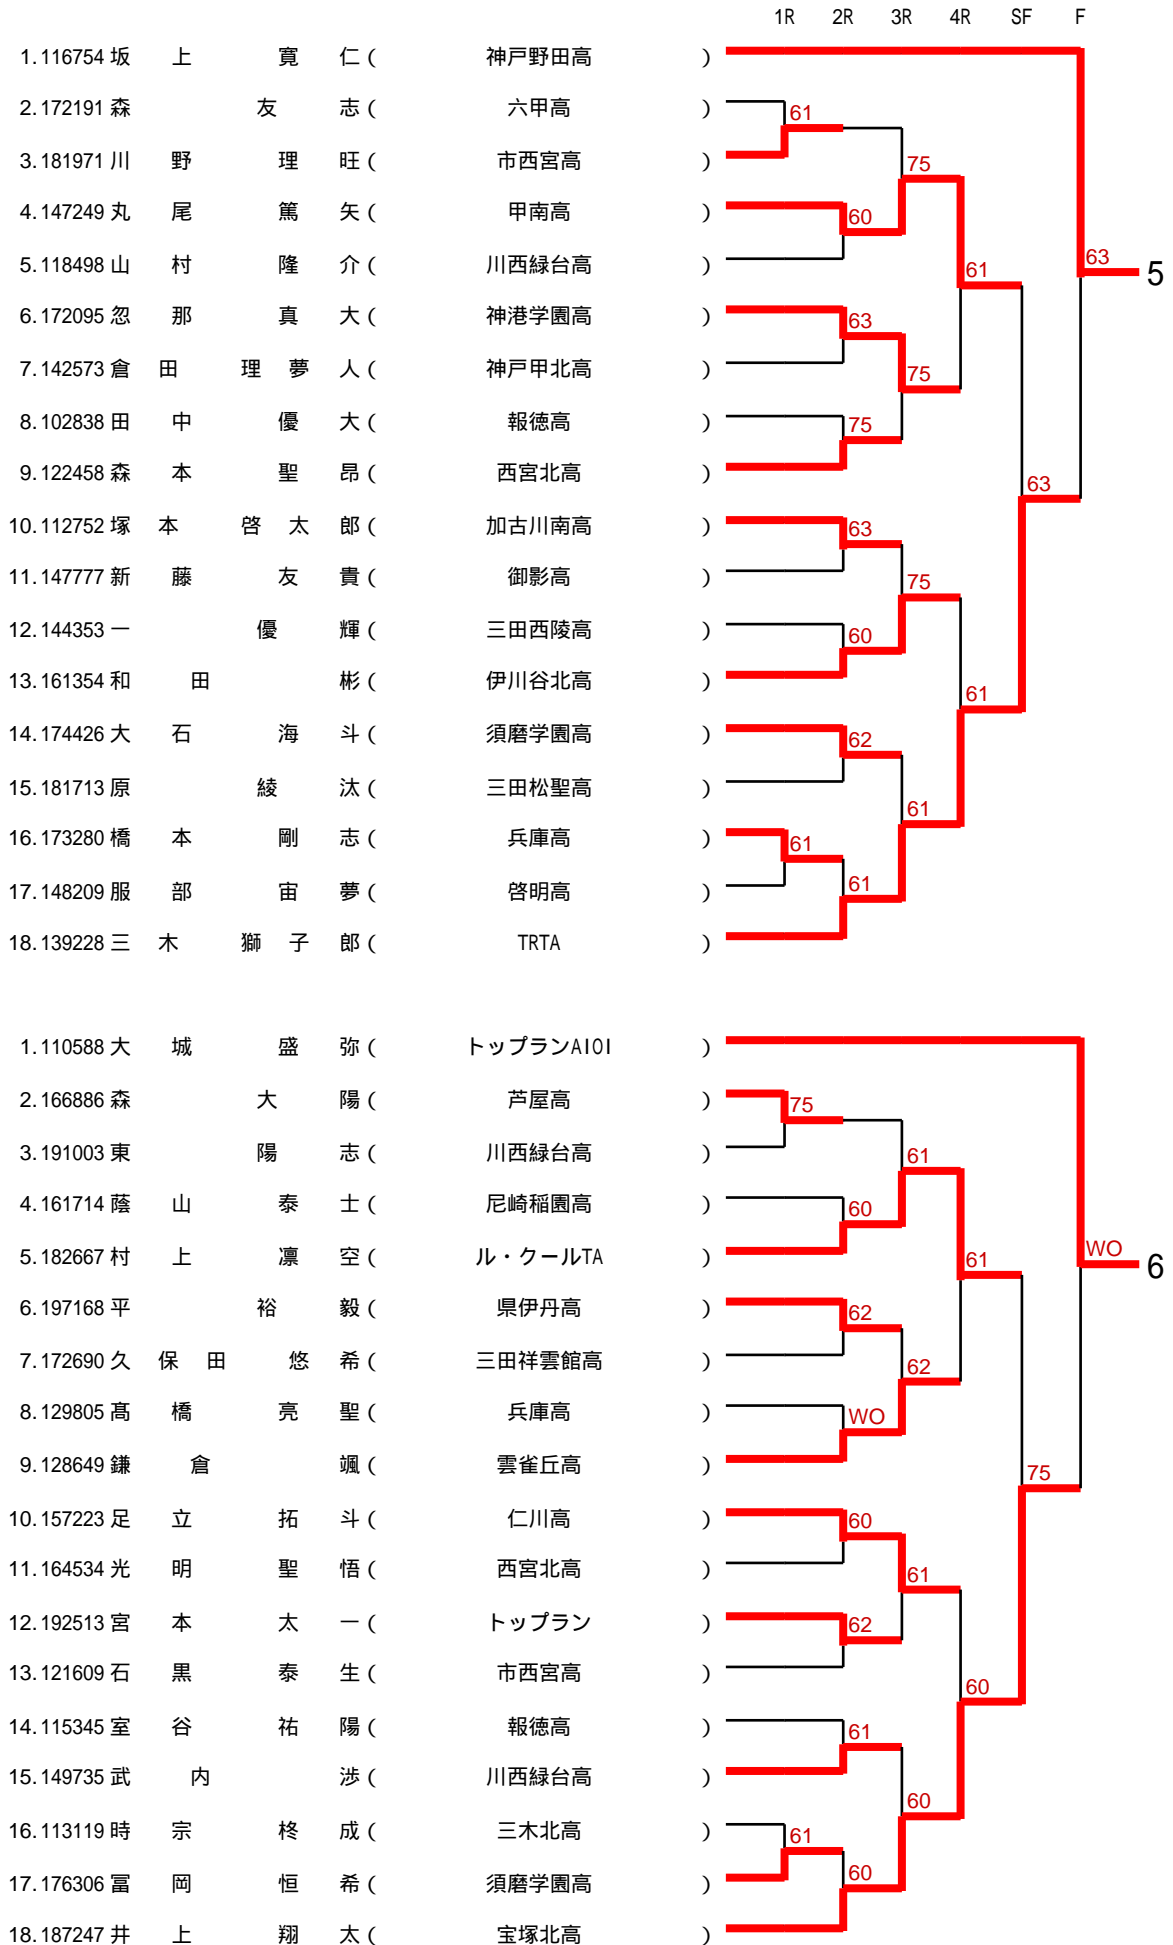 1R 2R 3R 4R SF F
1.116754 坂 上 寛 仁 ( 神戸野田高 )
2.172191 森 友 志 ( 六甲高 )
61
3.181971 川 野 理 旺 ( 市西宮高 )
75
4.147249 丸 尾 篤 矢 ( 甲南高 )
60
5.118498 山 村 隆 介 ( 川西緑台高 )
61 63 5
6.172095 忽 那 真 大 ( 神港学園高 )
63
7.142573 倉 田 理 夢 人 ( 神戸甲北高 )
75
8.102838 田 中 優 大 ( 報徳高 )
75
9.122458 森 本 聖 昂 ( 西宮北高 )
63
10.112752 塚 本 啓 太 郎 ( 加古川南高 )
63
11.147777 新 藤 友 貴 ( 御影高 )
75
12.144353 一 優 輝 ( 三田西陵高 )
60
13.161354 和 田 彬 ( 伊川谷北高 )
61
14.174426 大 石 海 斗 ( 須磨学園高 )
62
15.181713 原 綾 汰 ( 三田松聖高 )
61
16.173280 橋 本 剛 志 ( 兵庫高 )
61
17.148209 服 部 宙 夢 ( 啓明高 )
61
18.139228 三 木 獅 子 郎 ( TRTA )
1.110588 大 城 盛 弥 ( トップランAIOI )
2.166886 森 大 陽 ( 芦屋高 )
75
3.191003 東 陽 志 ( 川西緑台高 )
61
4.161714 蔭 山 泰 士 ( 尼崎稲園高 )
60
5.182667 村 上 凛 空 ( ル・クールTA )
61 WO 6
6.197168 平 裕 毅 ( 県伊丹高 )
62
7.172690 久 保 田 悠 希 ( 三田祥雲館高 )
62
8.129805 髙 橋 亮 聖 ( 兵庫高 )
WO
9.128649 鎌 倉 颯 ( 雲雀丘高 )
75
10.157223 足 立 拓 斗 ( 仁川高 )
60
11.164534 光 明 聖 悟 ( 西宮北高 )
61
12.192513 宮 本 太 一 ( トップラン )
62
13.121609 石 黒 泰 生 ( 市西宮高 )
60
14.115345 室 谷 祐 陽 ( 報徳高 )
61
15.149735 武 内 渉 ( 川西緑台高 )
60
16.113119 時 宗 柊 成 ( 三木北高 )
61
17.176306 冨 岡 恒 希 ( 須磨学園高 )
60
18.187247 井 上 翔 太 ( 宝塚北高 )